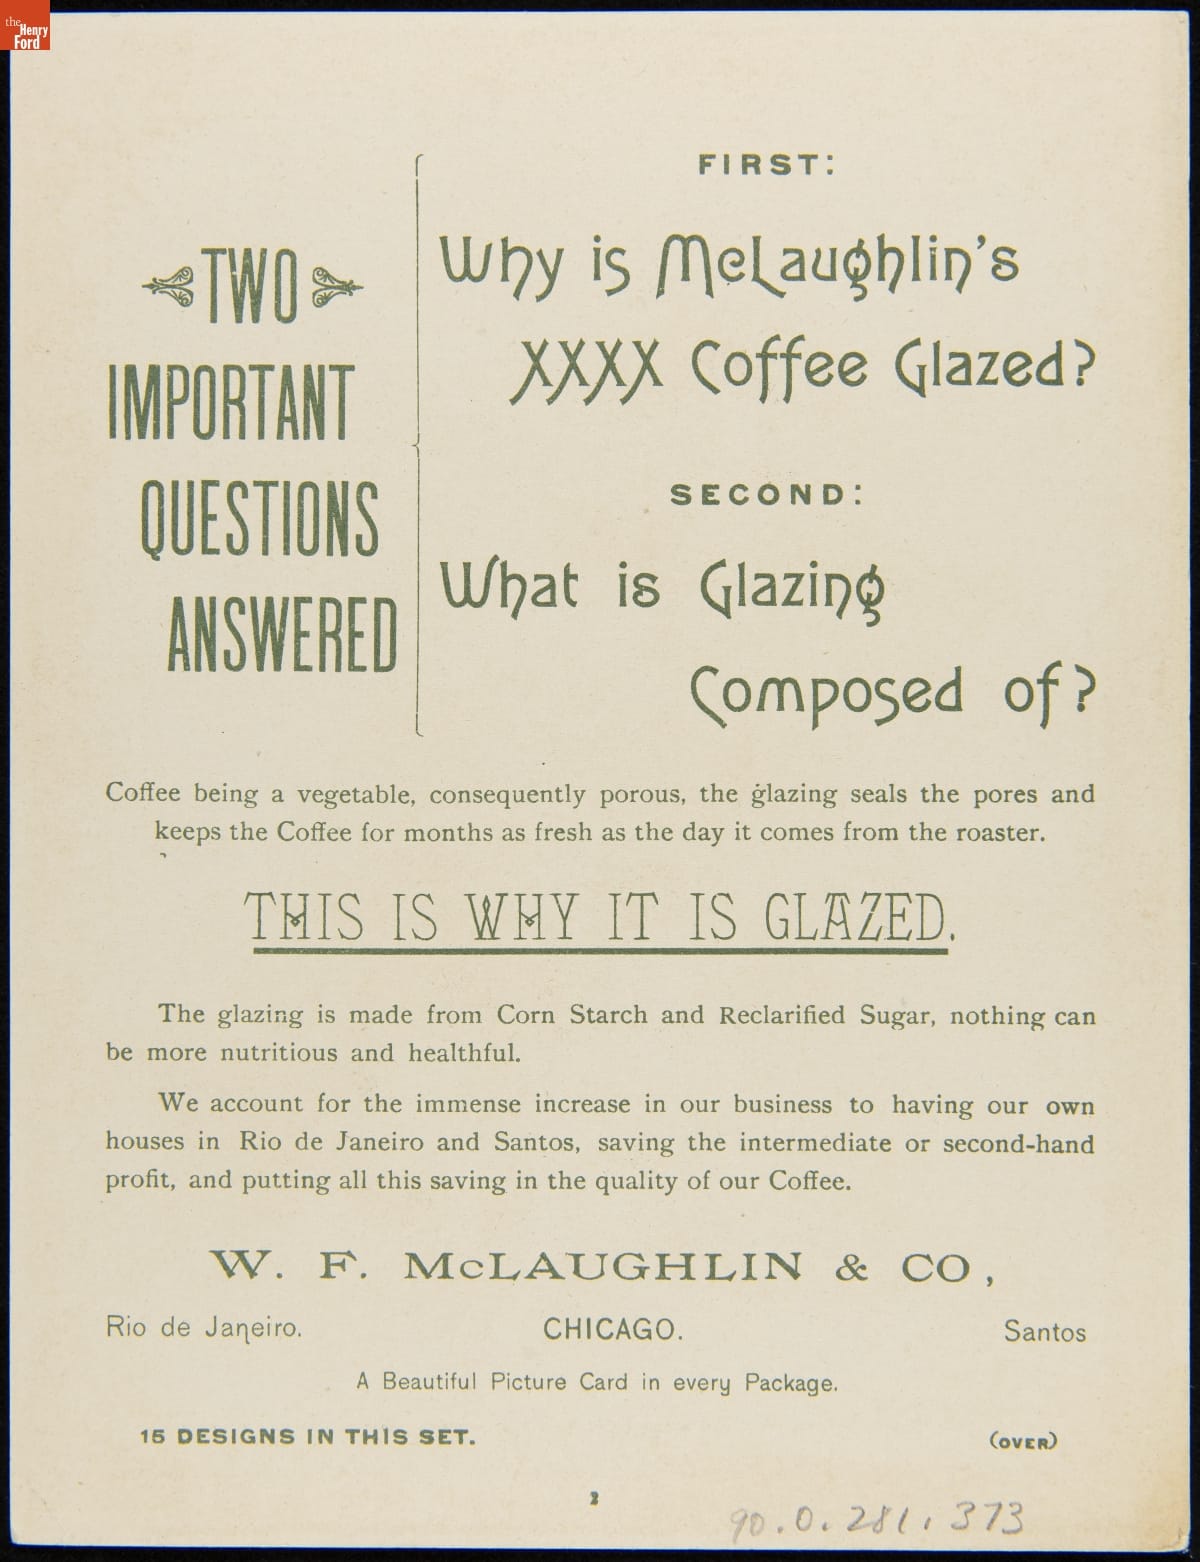 the
Henry
Ford
TWO
IMPORTANT
QUESTIONS
ANSWERED
FIRST:
Why is McLaughlin's
XXXX Coffee Glazed?
SECOND:
What is Glazing
Composed of?
Coffee being a vegetable, consequently porous, the glazing seals the pores and
keeps the Coffee for months as fresh as the day it comes from the roaster.
THIS IS WHY IT IS GLAZED.
The glazing is made from Corn Starch and Reclarified Sugar, nothing can
be more nutritious and healthful.
We account for the immense increase in our business to having our own
houses in Rio de Janeiro and Santos, saving the intermediate or second-hand
profit, and putting all this saving in the quality of our Coffee.
W. F. McLAUGHLIN & CO,
Rio de Janeiro. CHICAGO. Santos
A Beautiful Picture Card in every Package.
15 DESIGNS IN THIS SET. (OVER)
2
90.0.281.373